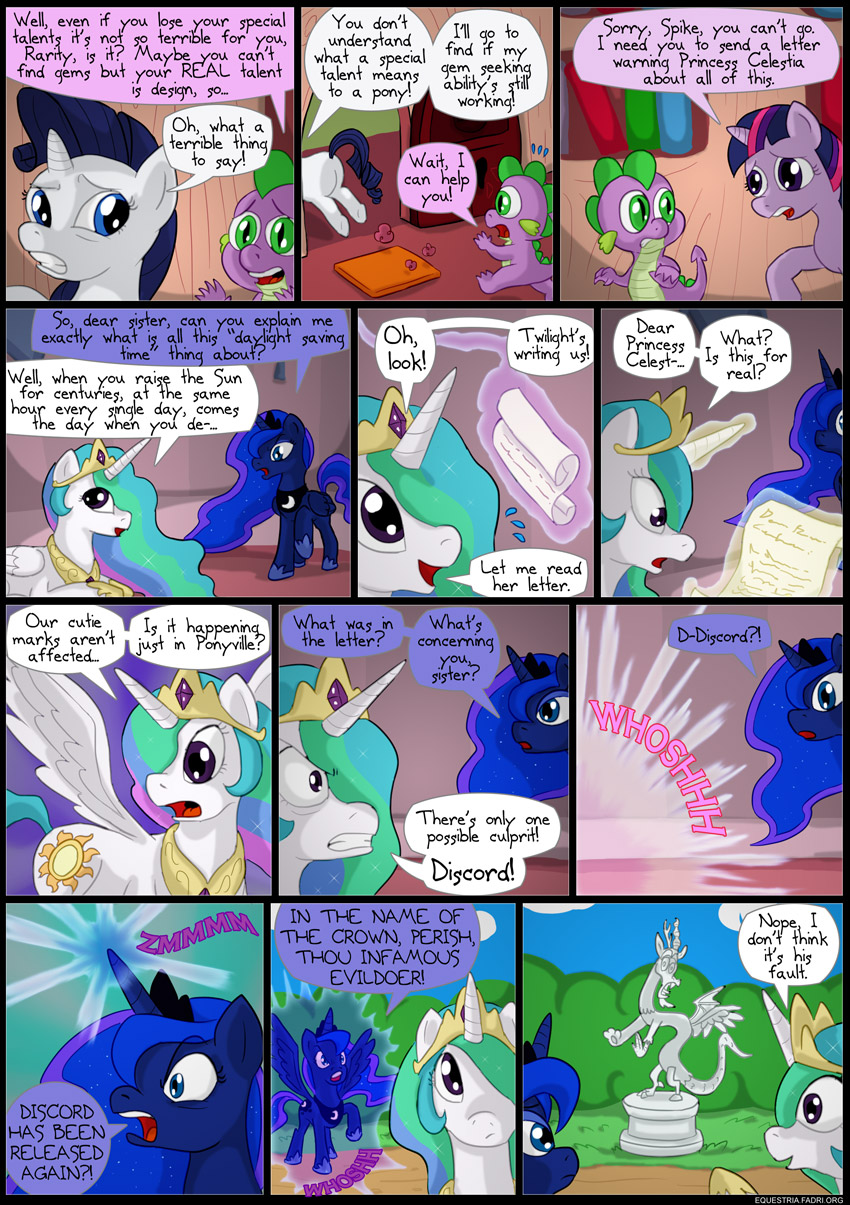 Well, even if you lose your special
talents it's not so terrible for you,
Rarity, is it? Maybe you can't
find gems but your REAL talent
is design, so...
Oh, what a
terrible thing
to say!
You don't
understand
what a special
talent means
to a pony!
I'll go to
find if my
gem seeking
ability's still
working!
Wait, I
can help
you!
Sorry, Spike, you can't go.
I need you to send a letter
warning Princess Celestia
about all of this.
So, dear sister, can you explain me
exactly what is all this "daylight saving
time" thing about?
Well, when you raise the Sun
for centuries, at the same
hour every single day, comes
the day when you de-...
Oh,
look!
Twilight's
writing us!
Let me read
her letter.
Dear
Princess
Celest-...
What?
Is this for
real?
Our cutie
marks aren't
affected...
Is it happening
just in Ponyville?
What was in
the letter?
What's
concerning
you,
sister?
There's only one
possible culprit!
Discord!
D-Discord?!
WHOSHHH
ZMMMMM
DISCORD
HAS BEEN
RELEASED
AGAIN?!
IN THE NAME OF
THE CROWN, PERISH,
THOU INFAMOUS
EVILDOER!
WHOSHH
Nope, I
don't think
it's his
fault.
EQUESTRIA.FADRI.ORG